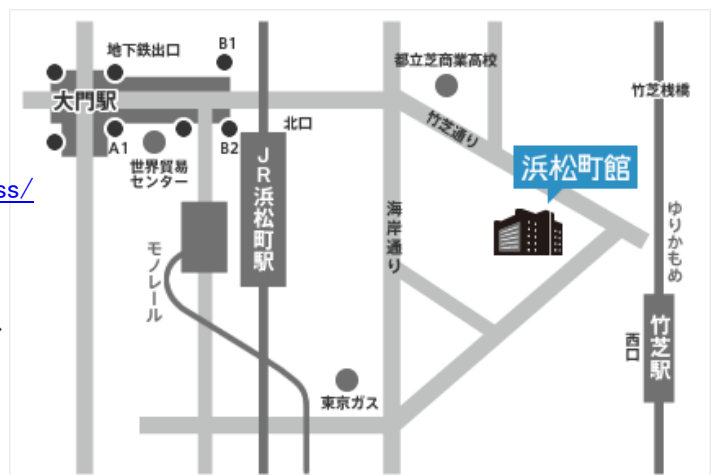 B1
地下鉄出口
都立芝商業高校
竹芝桟橋
大門駅
北口
竹芝通り
A1
B2
世界貿易
センター
JR浜松町駅
浜松町館
ss/
海岸通り
ゆりかもめ
モノレール
竹芝駅
西口
東京ガス